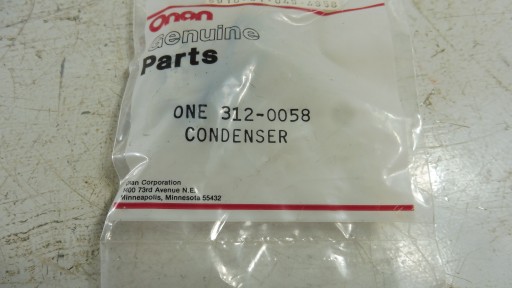 Onan
Genuine
Parts
ONE 312-0058
CONDENSER
Onan Corporation
1400 73rd Avenue N.E.
Minneapolis, Minnesota 55432